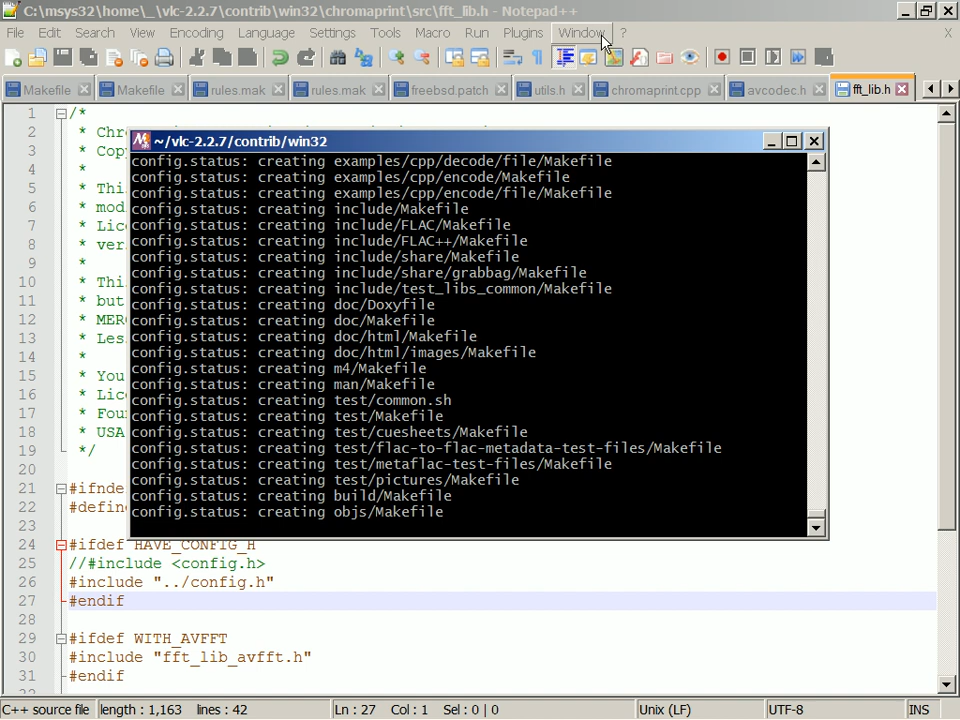 C:\msys32\home\_\vlc-2.2.7\contrib\win32\chromaprint\src\fft_lib.h - Notepad++
File Edit Search View Encoding Language Settings Tools Macro Run Plugins Window ? X
Makefile Makefile rules.mak rules.mak freebsd.patch utils.h chromaprint.cpp avcodec.h fft_lib.h
1 /*
2 * Chr
3 * Cop
4 *
5 * Thi
6 * mod
7 * Lic
8 * ver
9 *
10 * Thi
11 * but
12 * MER
13 * Les
14 *
15 * You
16 * Lic
17 * Fou
18 * USA
19 */
20
21 #ifnde
22 #defin
23
24 #ifdef HAVE_CONFIG_H
25 //#include <config.h>
26 #include "../config.h"
27 #endif
28
29 #ifdef WITH_AVFFT
30 #include "fft_lib_avfft.h"
31 #endif
~/vlc-2.2.7/contrib/win32
config.status: creating examples/cpp/decode/file/Makefile
config.status: creating examples/cpp/encode/Makefile
config.status: creating examples/cpp/encode/file/Makefile
config.status: creating include/Makefile
config.status: creating include/FLAC/Makefile
config.status: creating include/FLAC++/Makefile
config.status: creating include/share/Makefile
config.status: creating include/share/grabbag/Makefile
config.status: creating include/test_libs_common/Makefile
config.status: creating doc/Doxyfile
config.status: creating doc/Makefile
config.status: creating doc/html/Makefile
config.status: creating doc/html/images/Makefile
config.status: creating m4/Makefile
config.status: creating man/Makefile
config.status: creating test/common.sh
config.status: creating test/Makefile
config.status: creating test/cuesheets/Makefile
config.status: creating test/flac-to-flac-metadata-test-files/Makefile
config.status: creating test/metaflac-test-files/Makefile
config.status: creating test/pictures/Makefile
config.status: creating build/Makefile
config.status: creating objs/Makefile
C++ source file length : 1,163 lines : 42 Ln : 27 Col : 1 Sel : 0 | 0 Unix (LF) UTF-8 INS